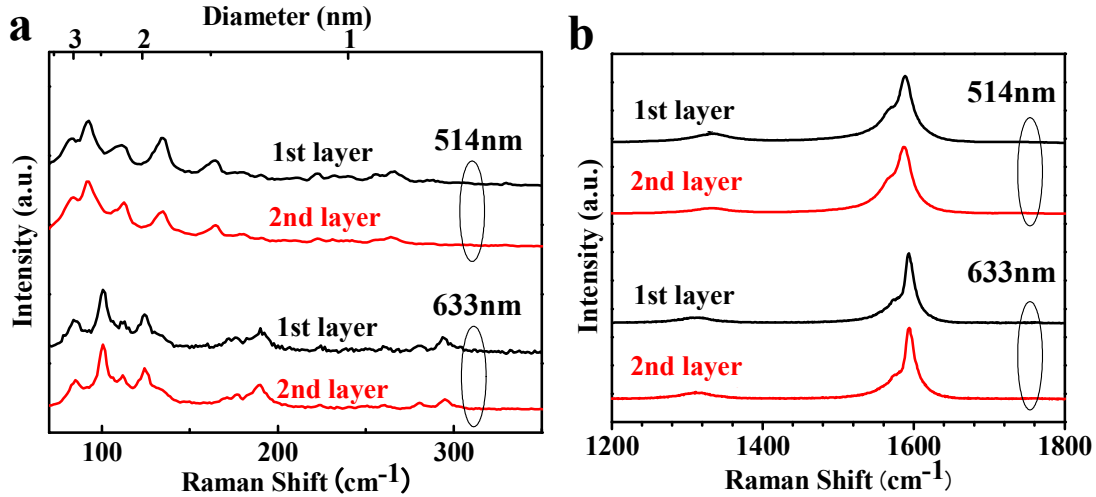 a
Diameter (nm)
3 2 1
1st layer
514nm
2nd layer
633nm
1st layer
2nd layer
Intensity (a.u.)
100 200 300
Raman Shift (cm-1)
b
514nm
1st layer
2nd layer
633nm
1st layer
2nd layer
Intensity (a.u.)
1200 1400 1600 1800
Raman Shift (cm-1)